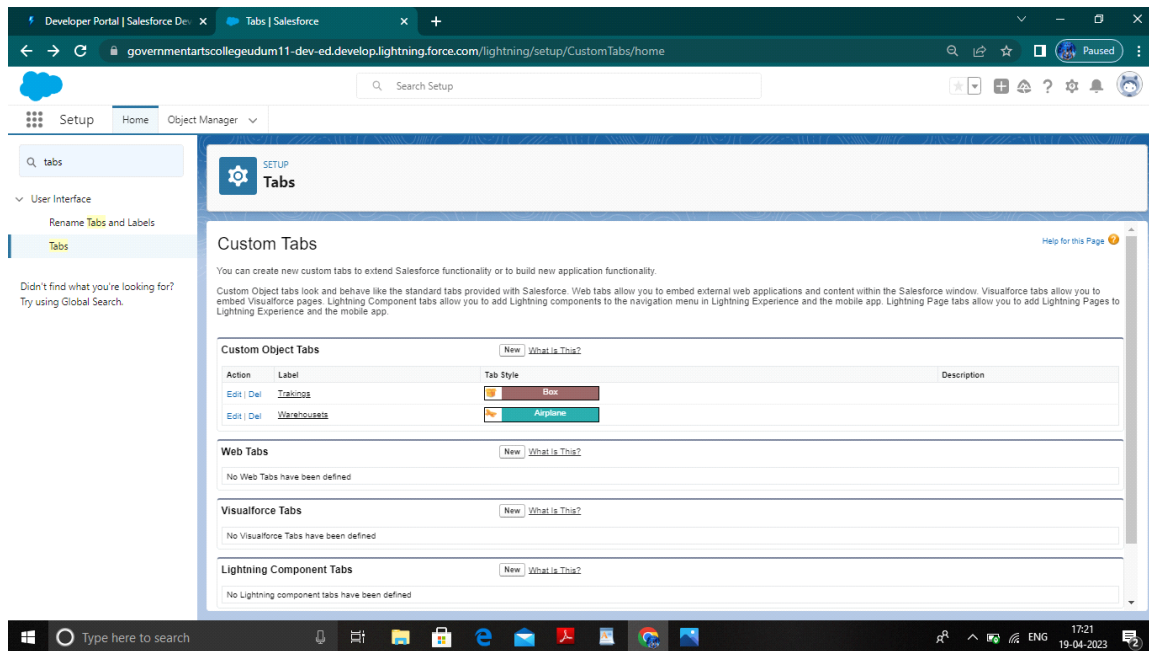 Developer Portal | Salesforce Dev
Tabs | Salesforce
governmentartscollegeudum11-dev-ed.develop.lightning.force.com/lightning/setup/CustomTabs/home
Paused
Search Setup
Setup
Home
Object Manager
tabs
User Interface
Rename Tabs and Labels
Tabs
Didn't find what you're looking for?
Try using Global Search.
SETUP
Tabs
Custom Tabs
Help for this Page
You can create new custom tabs to extend Salesforce functionality or to build new application functionality.
Custom Object tabs look and behave like the standard tabs provided with Salesforce. Web tabs allow you to embed external web applications and content within the Salesforce window. Visualforce tabs allow you to
embed Visualforce pages. Lightning Component tabs allow you to add Lightning components to the navigation menu in Lightning Experience and the mobile app. Lightning Page tabs allow you to add Lightning Pages to
Lightning Experience and the mobile app.
Custom Object Tabs New What Is This?
Action Label Tab Style Description
Edit | Del Trakings Box
Edit | Del Warehousets Airplane
Web Tabs New What Is This?
No Web Tabs have been defined
Visualforce Tabs New What Is This?
No Visualforce Tabs have been defined
Lightning Component Tabs New What Is This?
No Lightning component tabs have been defined
Type here to search
ENG
17:21
19-04-2023
2